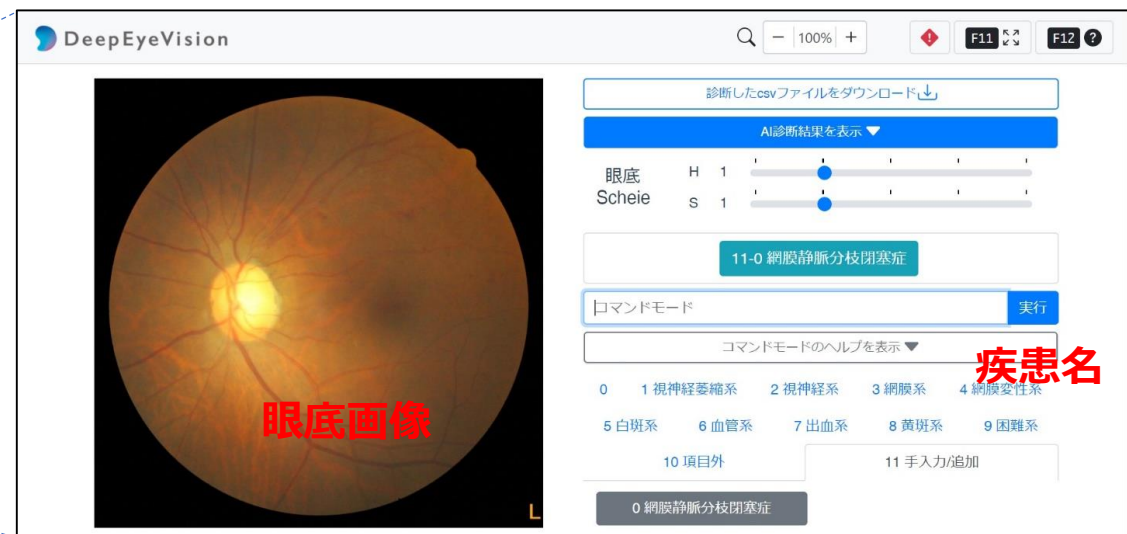 DeepEyeVision
− 100% +
F11
F12 ?
診断したcsvファイルをダウンロード
AI診断結果を表示 ▼
眼底
Scheie
H 1
S 1
11-0 網膜静脈分枝閉塞症
コマンドモード
実行
コマンドモードのヘルプを表示 ▼
疾患名
0 1 視神経萎縮系 2 視神経系 3 網膜系 4 網膜変性系
5 白斑系 6 血管系 7 出血系 8 黄斑系 9 困難系
10 項目外 11 手入力/追加
0 網膜静脈分枝閉塞症
眼底画像
L